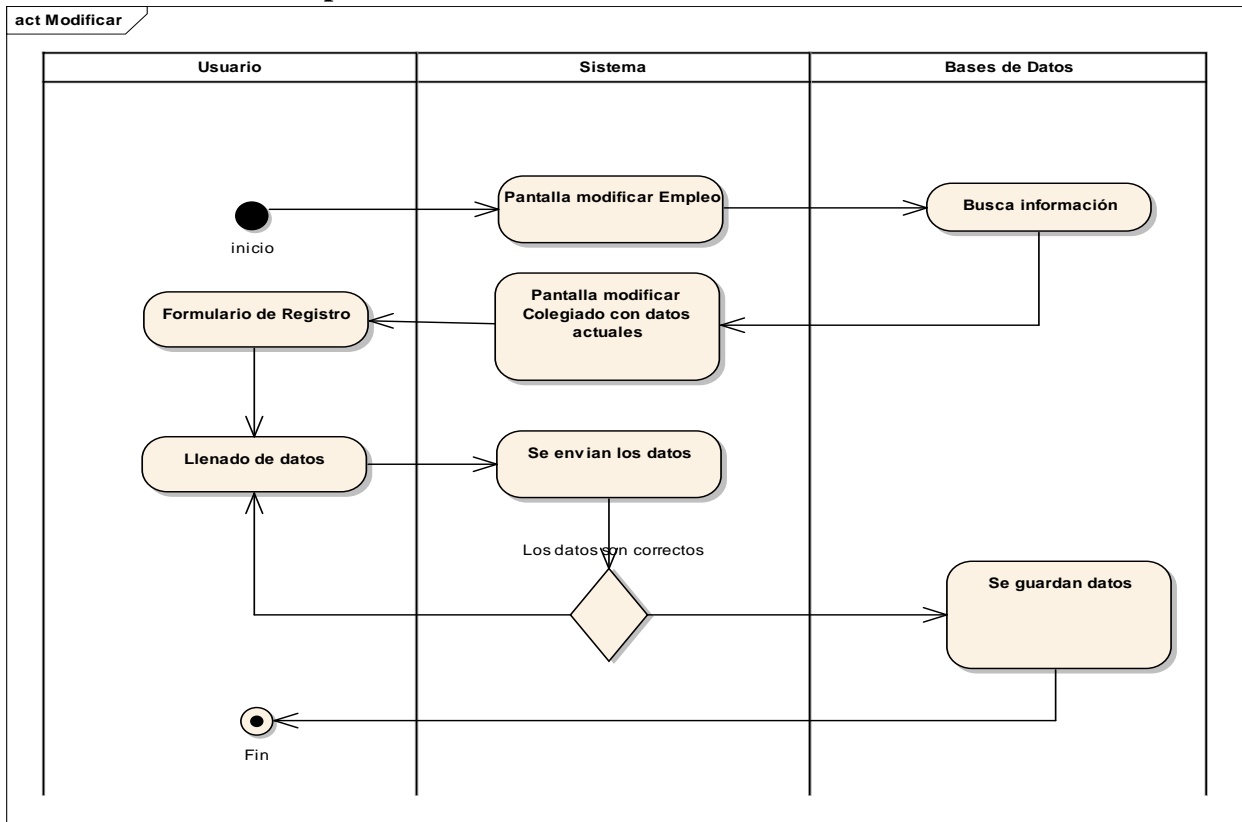 act Modificar
Usuario
Sistema
Bases de Datos
inicio
Pantalla modificar Empleo
Busca información
Formulario de Registro
Pantalla modificar
Colegiado con datos
actuales
Llenado de datos
Se envian los datos
Los datos son correctos
Se guardan datos
Fin